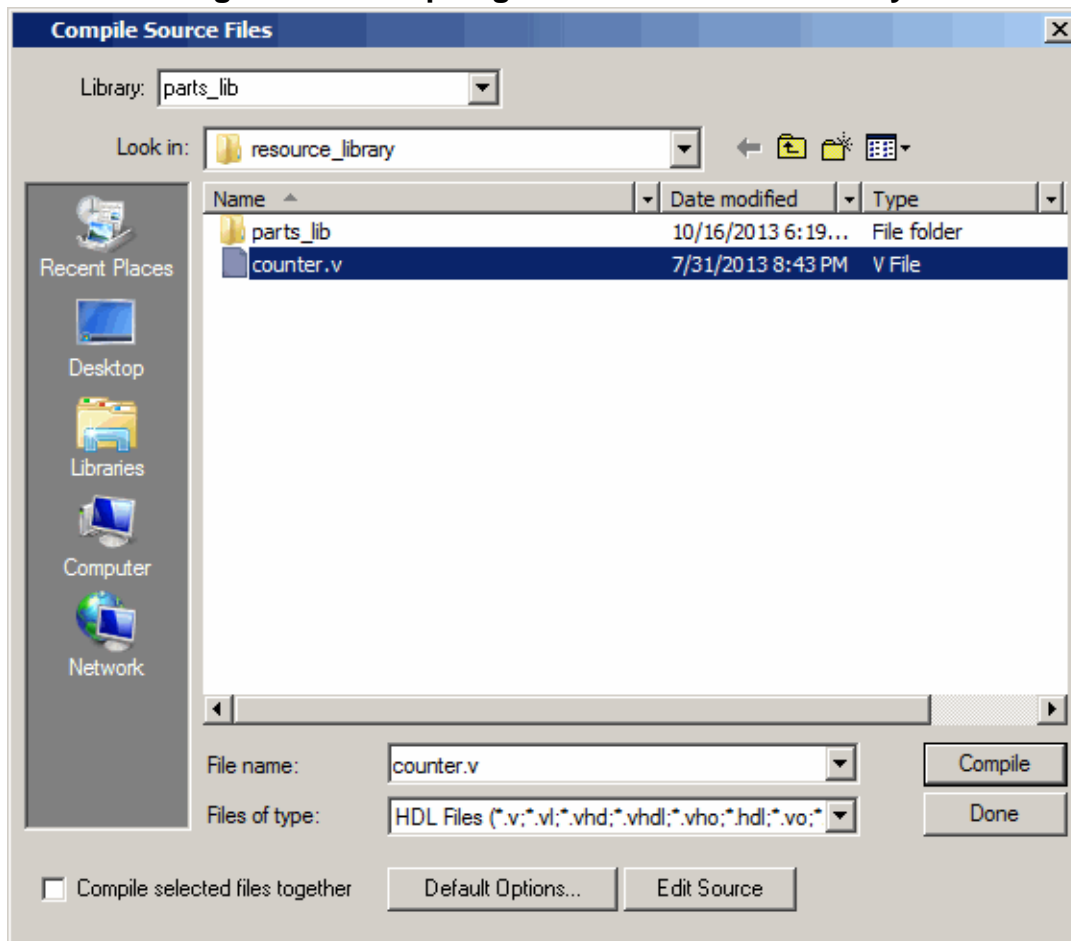 Compile Source Files
Library: parts_lib
Look in: resource_library
Name Date modified Type
parts_lib 10/16/2013 6:19... File folder
counter.v 7/31/2013 8:43 PM V File
Recent Places
Desktop
Libraries
Computer
Network
File name: counter.v Compile
Files of type: HDL Files (*.v;*.vl;*.vhd;*.vhdl;*.vho;*.hdl;*.vo;* Done
Compile selected files together Default Options... Edit Source